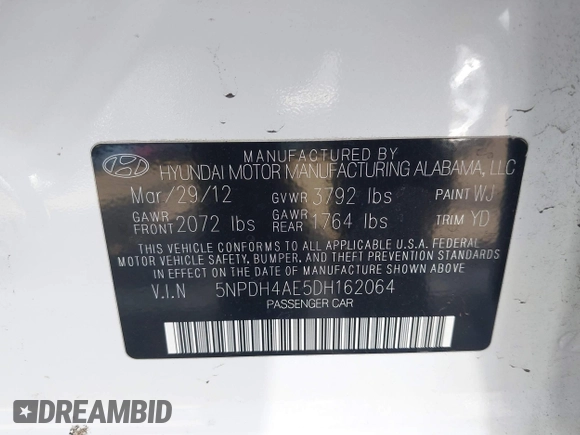 MANUFACTURED BY
HYUNDAI MOTOR MANUFACTURING ALABAMA, LLC
Mar/29/12 GVWR 3792 lbs PAINT WJ
GAWR FRONT 2072 lbs GAWR REAR 1764 lbs TRIM YD
THIS VEHICLE CONFORMS TO ALL APPLICABLE U.S.A. FEDERAL
MOTOR VEHICLE SAFETY, BUMPER, AND THEFT PREVENTION STANDARDS
IN EFFECT ON THE DATE OF MANUFACTURE SHOWN ABOVE.
V.I.N 5NPDH4AE5DH162064
PASSENGER CAR
DREAMBID